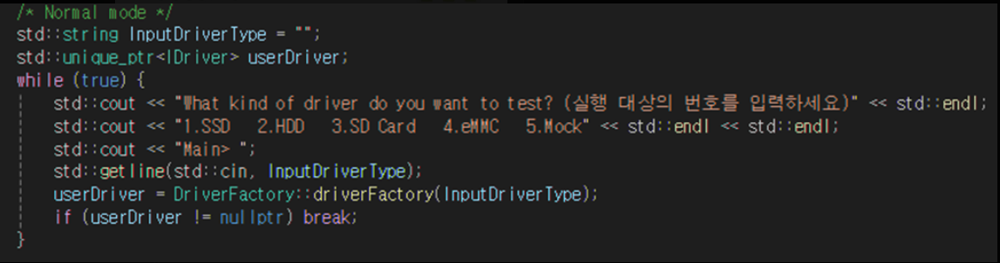 /* Normal mode */
std::string InputDriverType = "";
std::unique_ptr<IDriver> userDriver;
while (true) {
std::cout << "What kind of driver do you want to test? (실행 대상의 번호를 입력하세요)" << std::endl;
std::cout << "1.SSD   2.HDD   3.SD Card   4.eMMC   5.Mock" << std::endl << std::endl;
std::cout << "Main> ";
std::getline(std::cin, InputDriverType);
userDriver = DriverFactory::driverFactory(InputDriverType);
if (userDriver != nullptr) break;
}